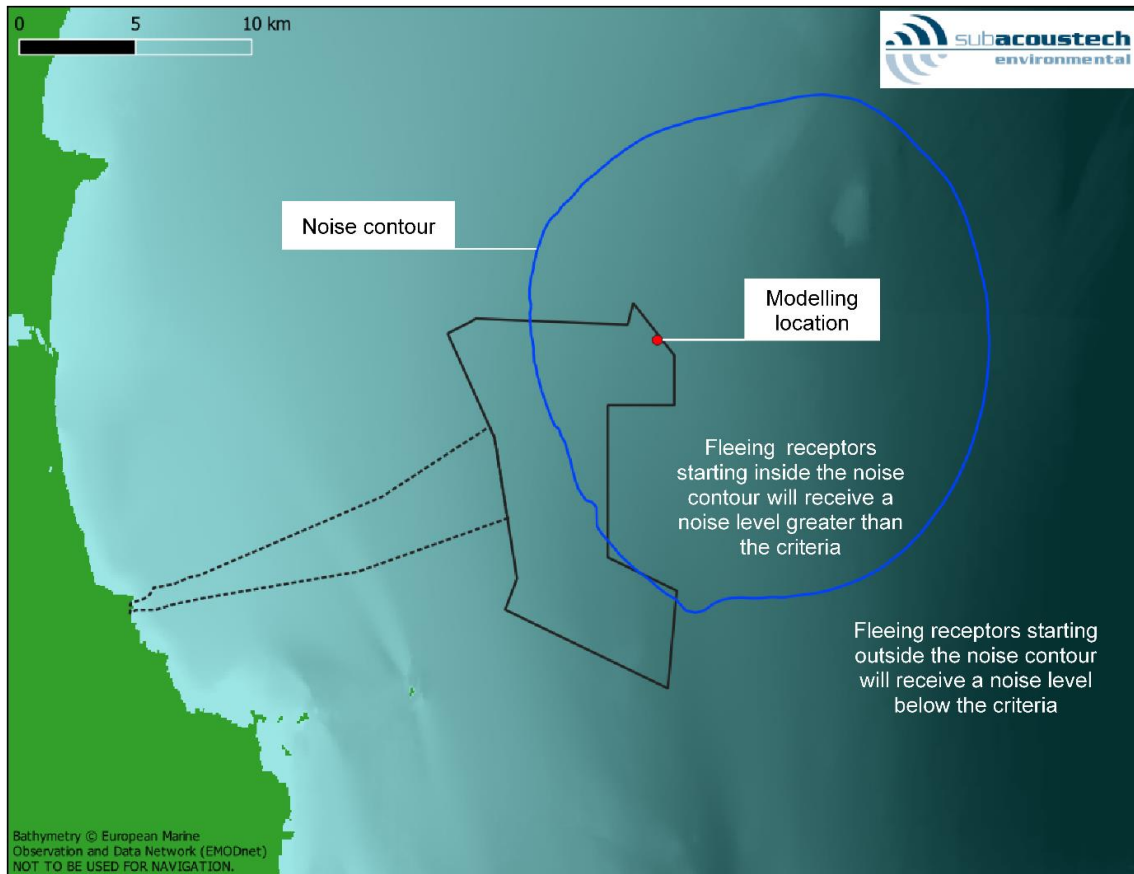 0 5 10 km
subacoustech
environmental
Noise contour
Modelling
location
Fleeing receptors
starting inside the noise
contour will receive a
noise level greater than
the criteria
Fleeing receptors starting
outside the noise contour
will receive a noise level
below the criteria
Bathymetry © European Marine
Observation and Data Network (EMODnet)
NOT TO BE USED FOR NAVIGATION.